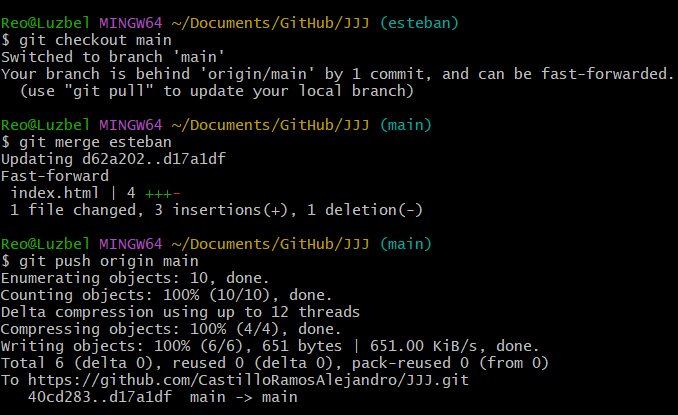 Reo@Luzbel MINGW64 ~/Documents/GitHub/JJJ (esteban)
$ git checkout main
Switched to branch 'main'
Your branch is behind 'origin/main' by 1 commit, and can be fast-forwarded.
  (use "git pull" to update your local branch)

Reo@Luzbel MINGW64 ~/Documents/GitHub/JJJ (main)
$ git merge esteban
Updating d62a202..d17a1df
Fast-forward
 index.html | 4 +++-
 1 file changed, 3 insertions(+), 1 deletion(-)

Reo@Luzbel MINGW64 ~/Documents/GitHub/JJJ (main)
$ git push origin main
Enumerating objects: 10, done.
Counting objects: 100% (10/10), done.
Delta compression using up to 12 threads
Compressing objects: 100% (4/4), done.
Writing objects: 100% (6/6), 651 bytes | 651.00 KiB/s, done.
Total 6 (delta 0), reused 0 (delta 0), pack-reused 0 (from 0)
To https://github.com/CastilloRamosAlejandro/JJJ.git
   40cd283..d17a1df  main -> main